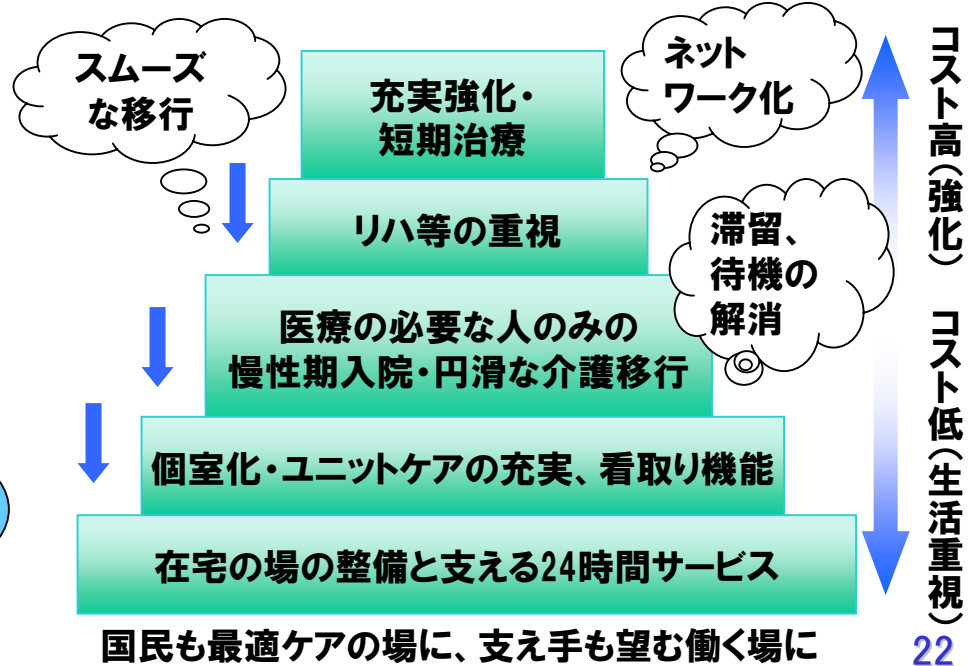 スムーズ
な移行
充実強化・
短期治療
ネット
ワーク化
リハ等の重視
滞留、
待機の
解消
医療の必要な人のみの
慢性期入院・円滑な介護移行
個室化・ユニットケアの充実、看取り機能
在宅の場の整備と支える24時間サービス
国民も最適ケアの場に、支え手も望む働く場に
コスト高(強化)
コスト低(生活重視)
22